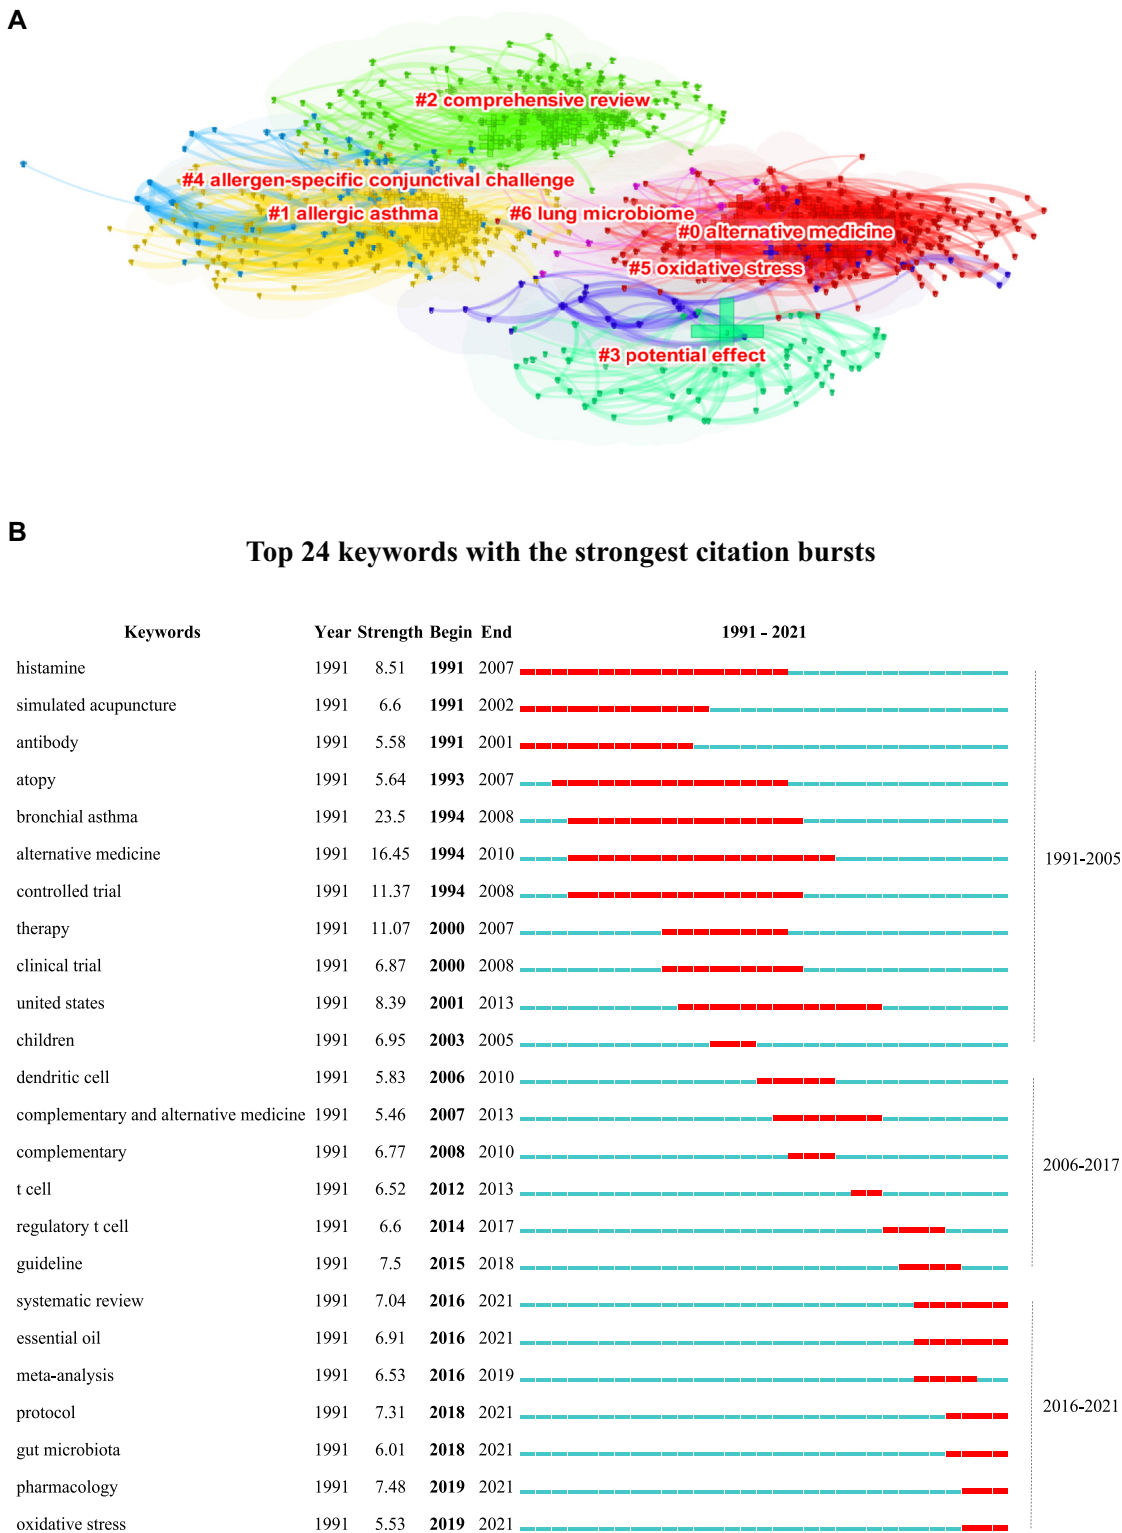 A
#2 comprehensive review
#4 allergen-specific conjunctival challenge
#1 allergic asthma
#6 lung microbiome
#0 alternative medicine
#5 oxidative stress
#3 potential effect
B
Top 24 keywords with the strongest citation bursts
Keywords Year Strength Begin End 1991 - 2021
histamine 1991 8.51 1991 2007
simulated acupuncture 1991 6.6 1991 2002
antibody 1991 5.58 1991 2001
atopy 1991 5.64 1993 2007
bronchial asthma 1991 23.5 1994 2008
alternative medicine 1991 16.45 1994 2010
1991-2005
controlled trial 1991 11.37 1994 2008
therapy 1991 11.07 2000 2007
clinical trial 1991 6.87 2000 2008
united states 1991 8.39 2001 2013
children 1991 6.95 2003 2005
dendritic cell 1991 5.83 2006 2010
complementary and alternative medicine 1991 5.46 2007 2013
complementary 1991 6.77 2008 2010
2006-2017
t cell 1991 6.52 2012 2013
regulatory t cell 1991 6.6 2014 2017
guideline 1991 7.5 2015 2018
systematic review 1991 7.04 2016 2021
essential oil 1991 6.91 2016 2021
meta-analysis 1991 6.53 2016 2019
2016-2021
protocol 1991 7.31 2018 2021
gut microbiota 1991 6.01 2018 2021
pharmacology 1991 7.48 2019 2021
oxidative stress 1991 5.53 2019 2021